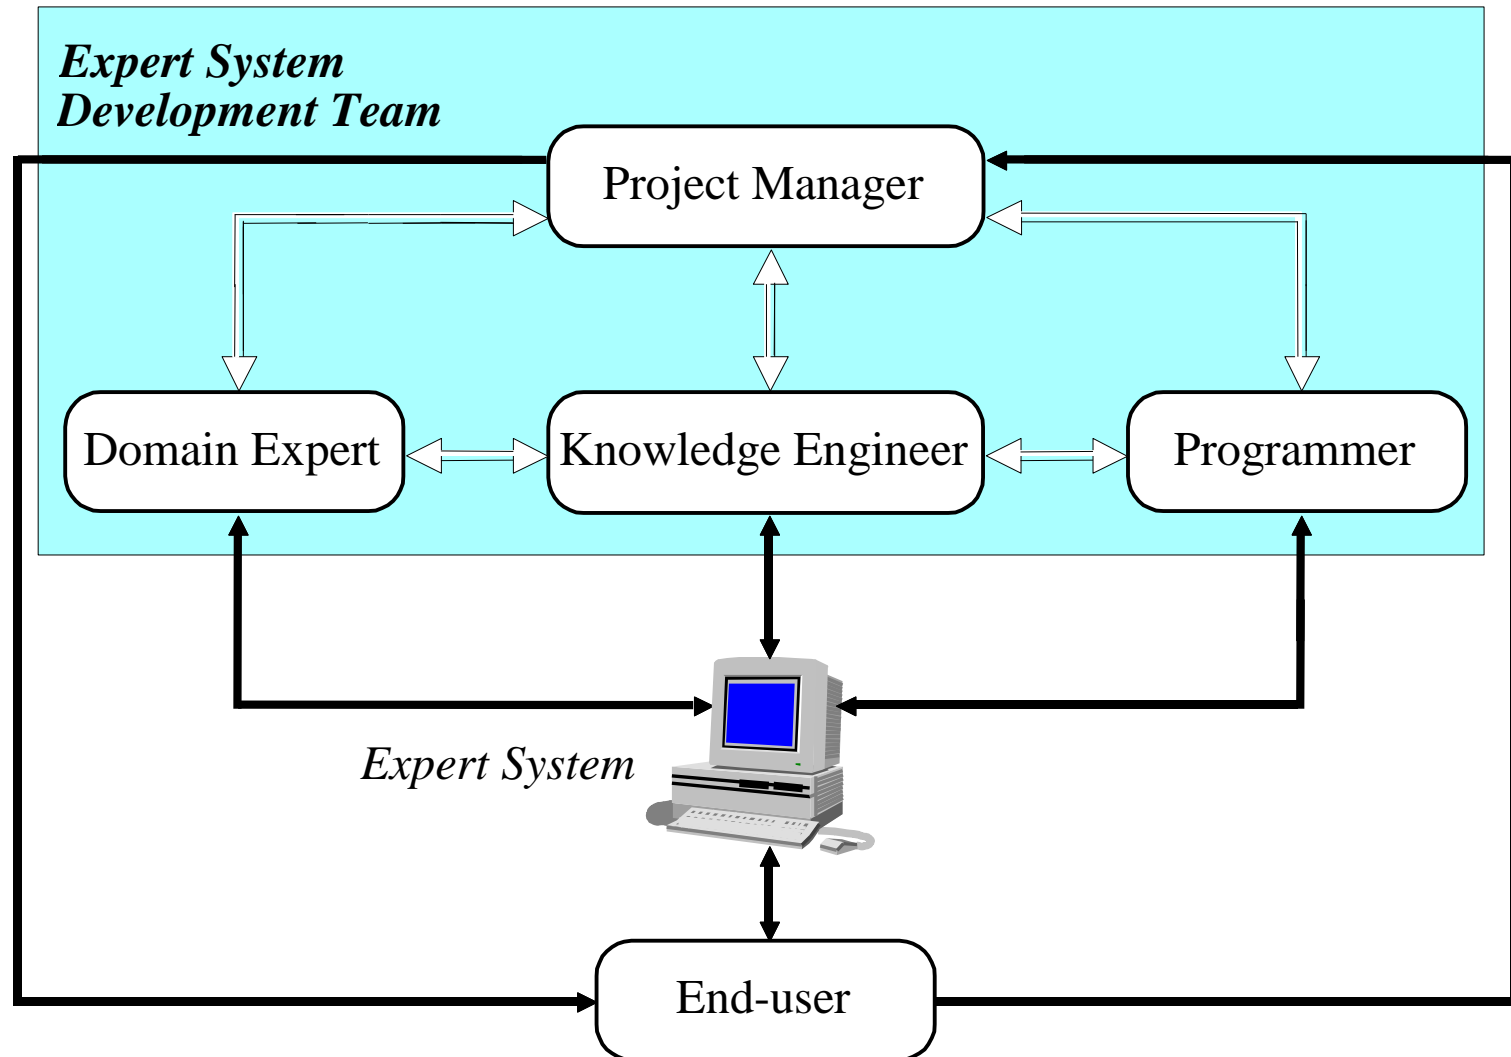 Expert System
Development Team
Project Manager
Domain Expert
Knowledge Engineer
Programmer
Expert System
End-user